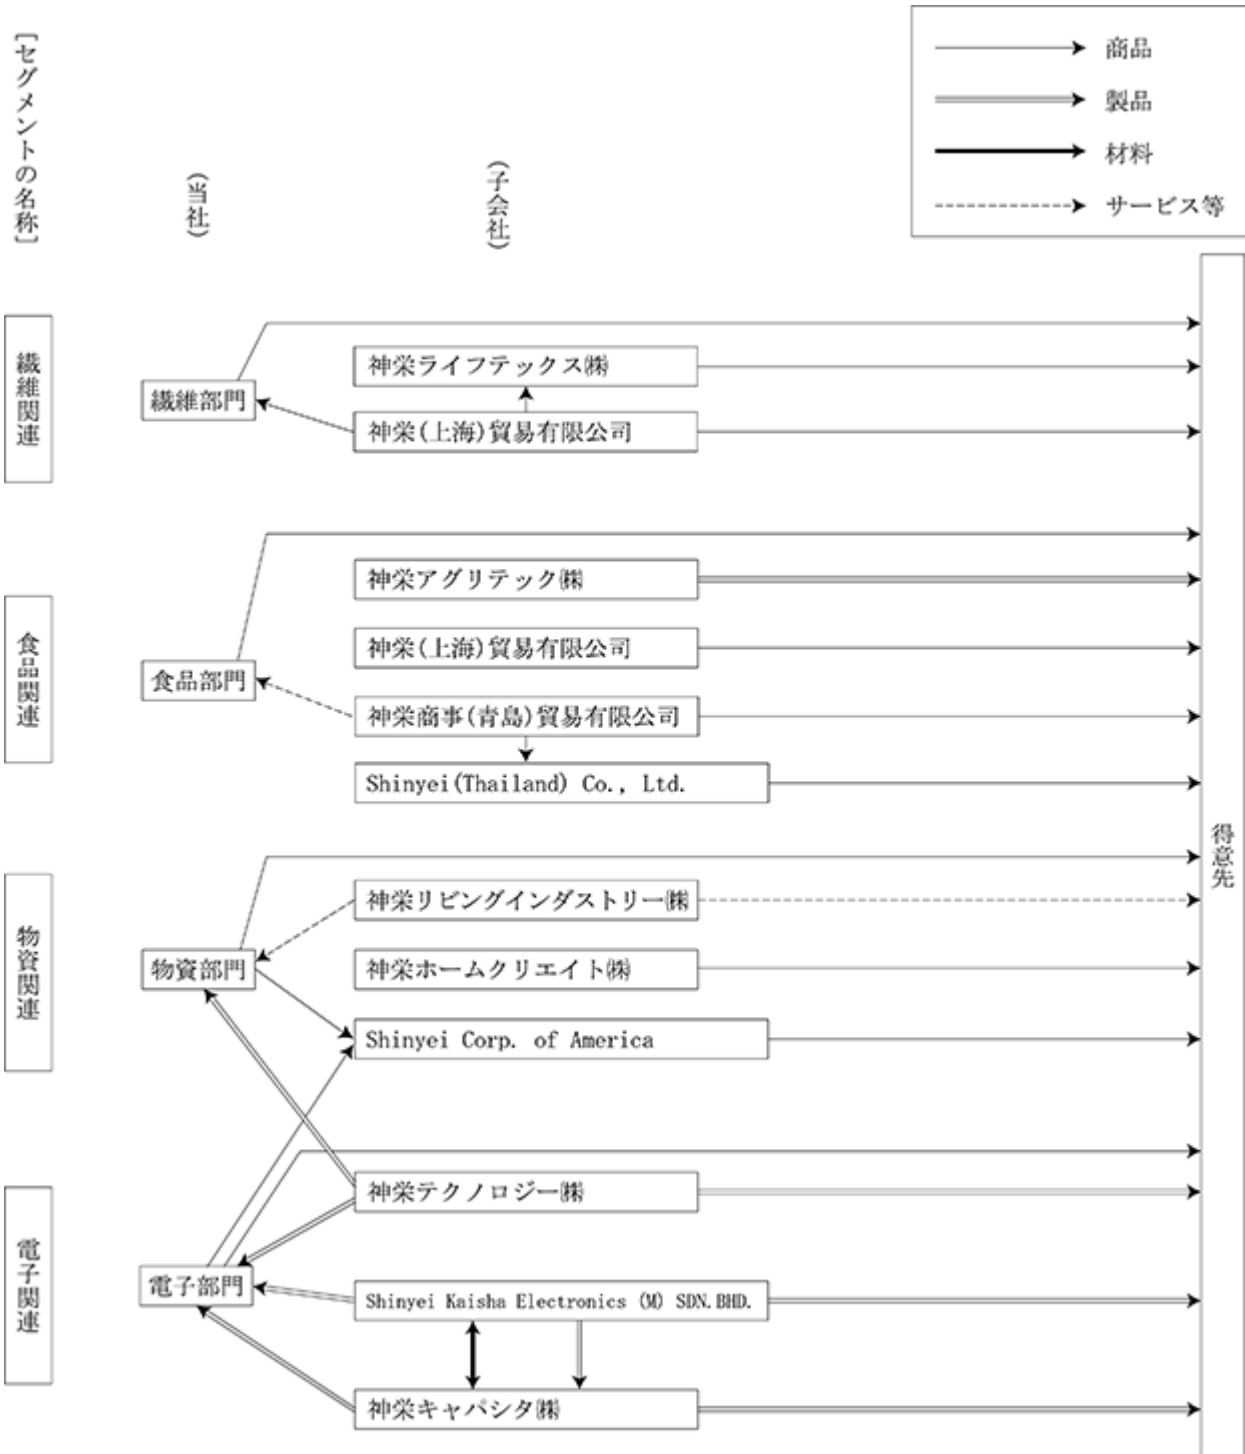 [セグメントの名称]
(当社)
(子会社)
商品
製品
材料
サービス等
繊維関連
繊維部門
神栄ライフテックス㈱
神栄(上海)貿易有限公司
食品関連
食品部門
神栄アグリテック㈱
神栄(上海)貿易有限公司
神栄商事(青島)貿易有限公司
Shinyei(Thailand) Co., Ltd.
得意先
物資関連
物資部門
神栄リビングインダストリー㈱
神栄ホームクリエイト㈱
Shinyei Corp. of America
電子関連
電子部門
神栄テクノロジー㈱
Shinyei Kaisha Electronics (M) SDN.BHD.
神栄キャパシタ㈱